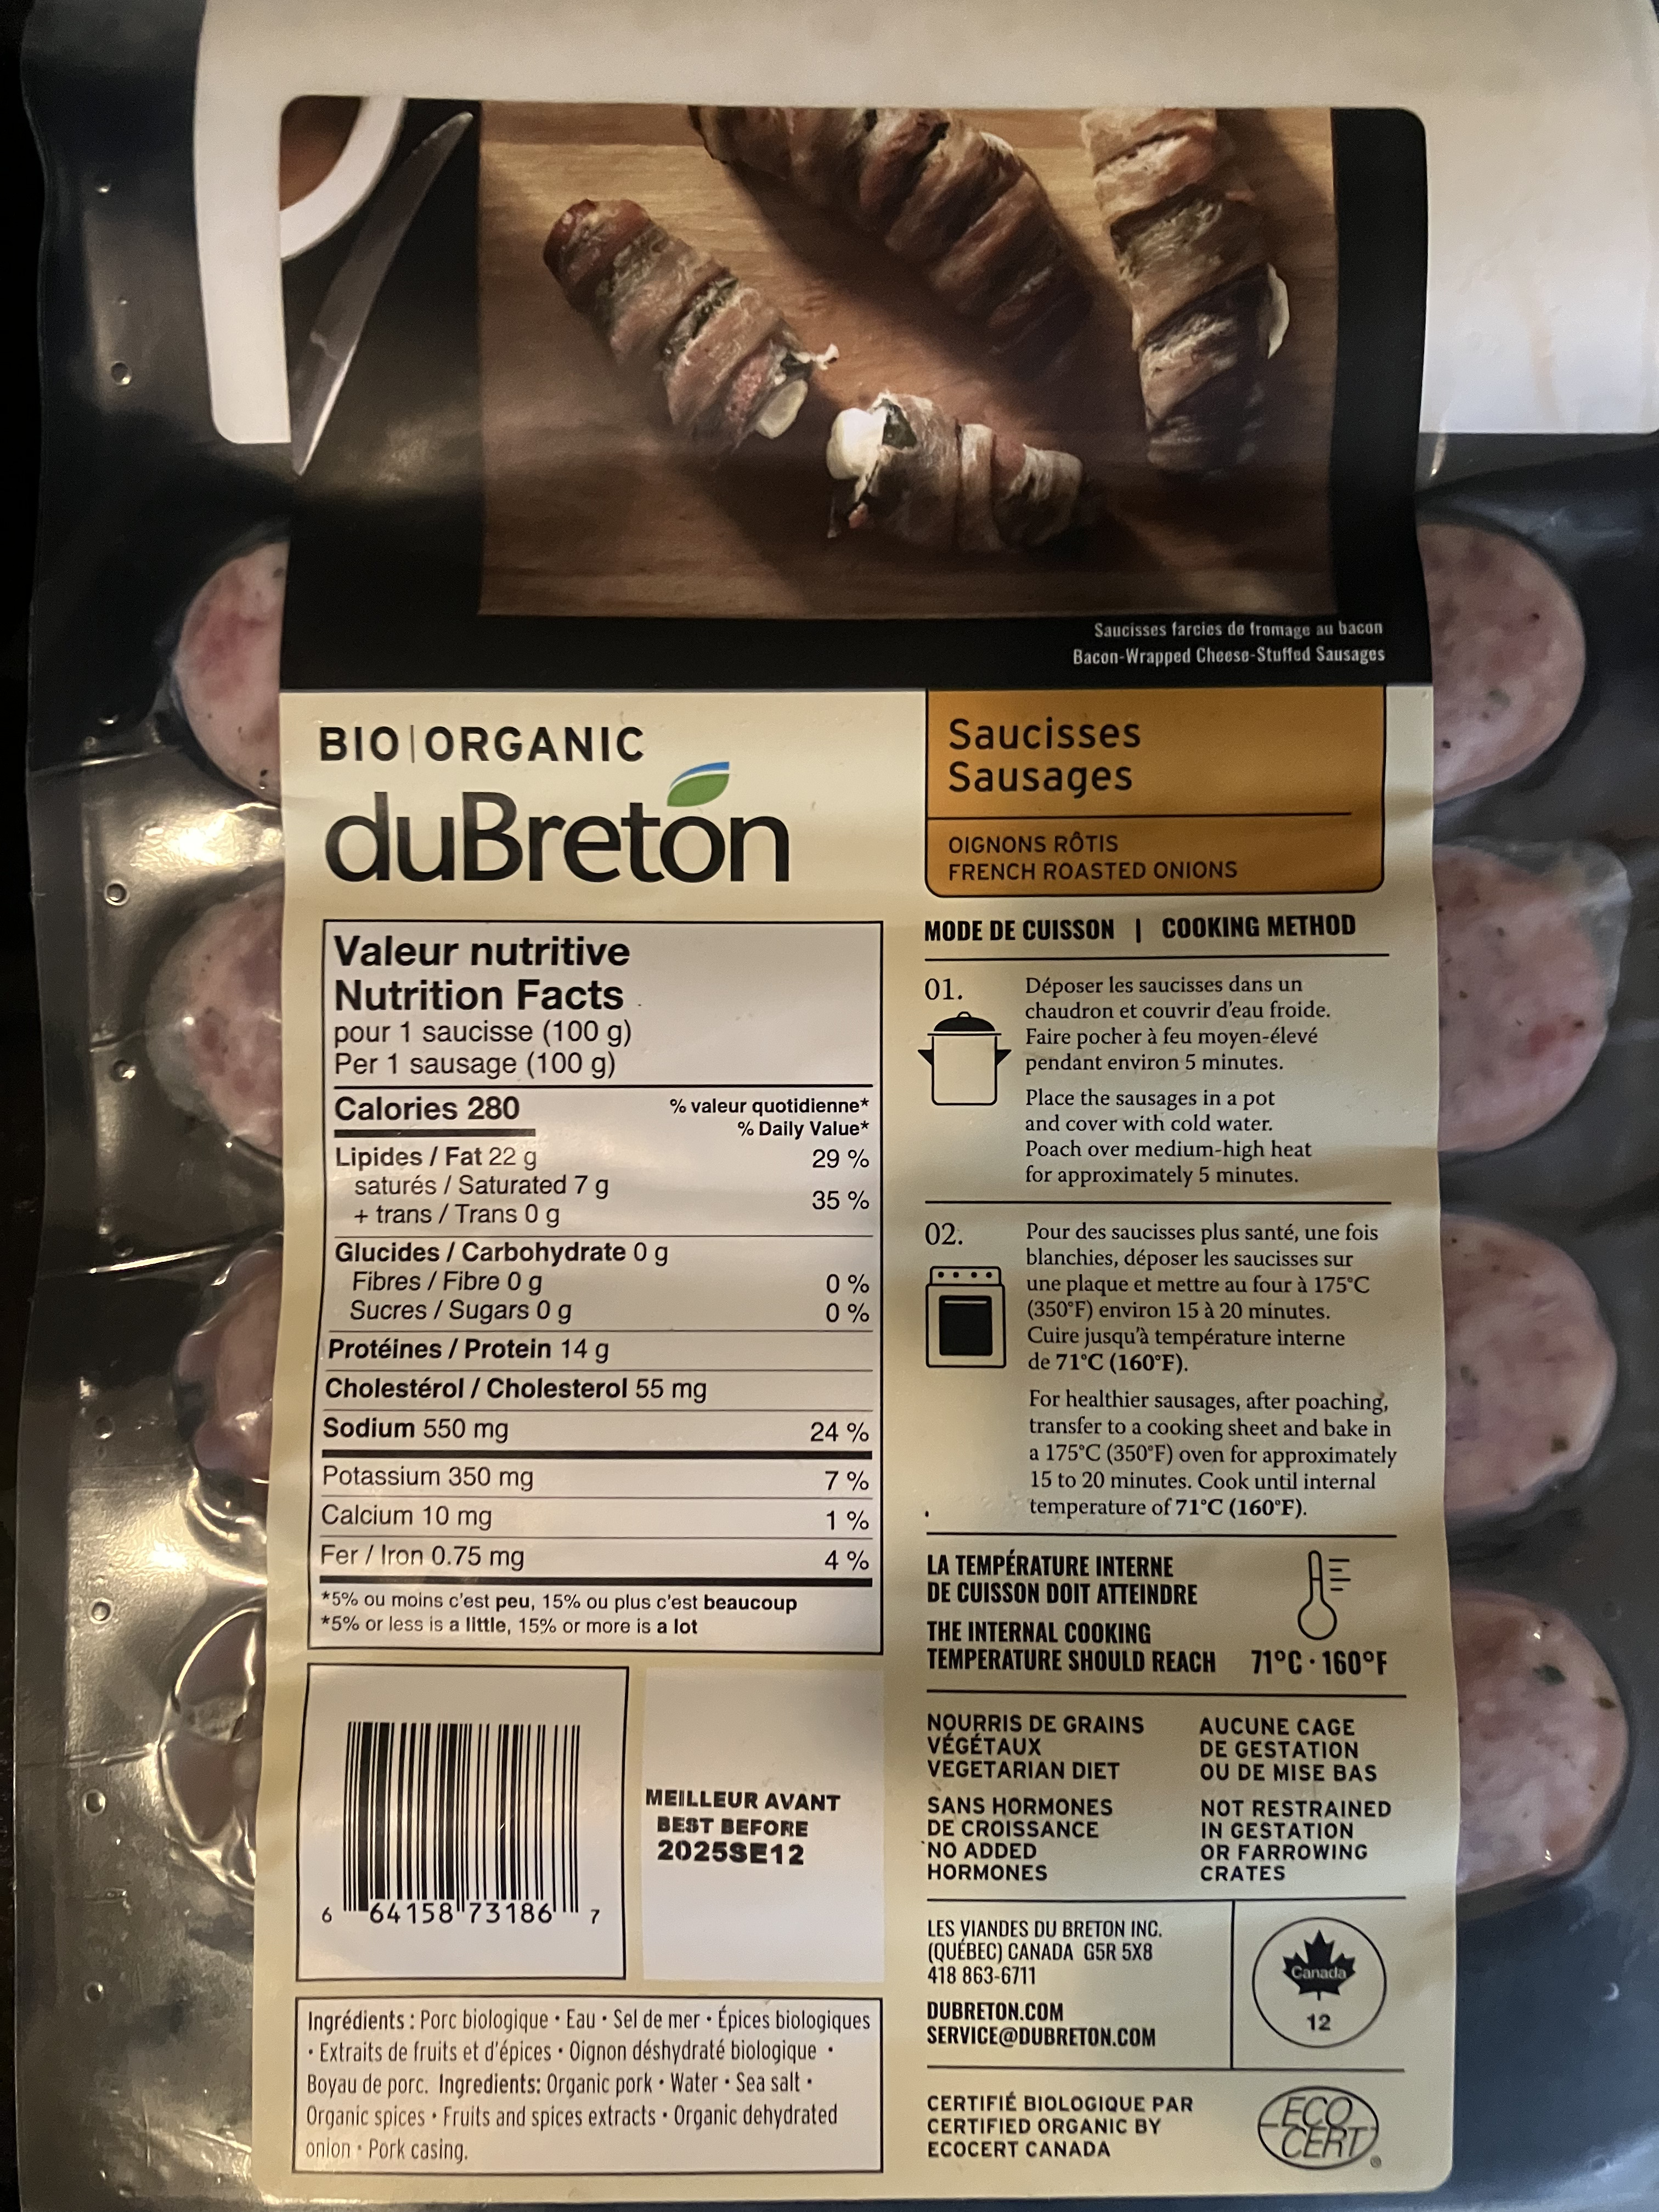 Saucisses farcies de fromage au bacon
Bacon-Wrapped Cheese-Stuffed Sausages
BIO|ORGANIC
duBreton
Saucisses
Sausages
OIGNONS RÔTIS
FRENCH ROASTED ONIONS
Valeur nutritive
Nutrition Facts
pour 1 saucisse (100 g)
Per 1 sausage (100 g)
Calories 280
% valeur quotidienne*
% Daily Value*
Lipides / Fat 22 g 29 %
saturés / Saturated 7 g
+ trans / Trans 0 g 35 %
Glucides / Carbohydrate 0 g
Fibres / Fibre 0 g 0 %
Sucres / Sugars 0 g 0 %
Protéines / Protein 14 g
Cholestérol / Cholesterol 55 mg
Sodium 550 mg 24 %
Potassium 350 mg 7 %
Calcium 10 mg 1 %
Fer / Iron 0.75 mg 4 %
*5% ou moins c'est peu, 15% ou plus c'est beaucoup
*5% or less is a little, 15% or more is a lot
6 64158 73186 7
MEILLEUR AVANT
BEST BEFORE
2025SE12
Ingrédients : Porc biologique • Eau • Sel de mer • Épices biologiques
• Extraits de fruits et d'épices • Oignon déshydraté biologique •
Boyau de porc. Ingredients: Organic pork • Water • Sea salt •
Organic spices • Fruits and spices extracts • Organic dehydrated
onion • Pork casing.
MODE DE CUISSON | COOKING METHOD
01.
Déposer les saucisses dans un
chaudron et couvrir d'eau froide.
Faire pocher à feu moyen-élevé
pendant environ 5 minutes.
Place the sausages in a pot
and cover with cold water.
Poach over medium-high heat
for approximately 5 minutes.
02.
Pour des saucisses plus santé, une fois
blanchies, déposer les saucisses sur
une plaque et mettre au four à 175°C
(350°F) environ 15 à 20 minutes.
Cuire jusqu'à température interne
de 71°C (160°F).
For healthier sausages, after poaching,
transfer to a cooking sheet and bake in
a 175°C (350°F) oven for approximately
15 to 20 minutes. Cook until internal
temperature of 71°C (160°F).
LA TEMPÉRATURE INTERNE
DE CUISSON DOIT ATTEINDRE
THE INTERNAL COOKING
TEMPERATURE SHOULD REACH 71°C · 160°F
NOURRIS DE GRAINS
VÉGÉTAUX
VEGETARIAN DIET
SANS HORMONES
DE CROISSANCE
NO ADDED
HORMONES
AUCUNE CAGE
DE GESTATION
OU DE MISE BAS
NOT RESTRAINED
IN GESTATION
OR FARROWING
CRATES
LES VIANDES DU BRETON INC.
(QUÉBEC) CANADA G5R 5X8
418 863-6711
DUBRETON.COM
SERVICE@DUBRETON.COM
Canada
12
CERTIFIÉ BIOLOGIQUE PAR
CERTIFIED ORGANIC BY
ECOCERT CANADA
ECO
CERT®